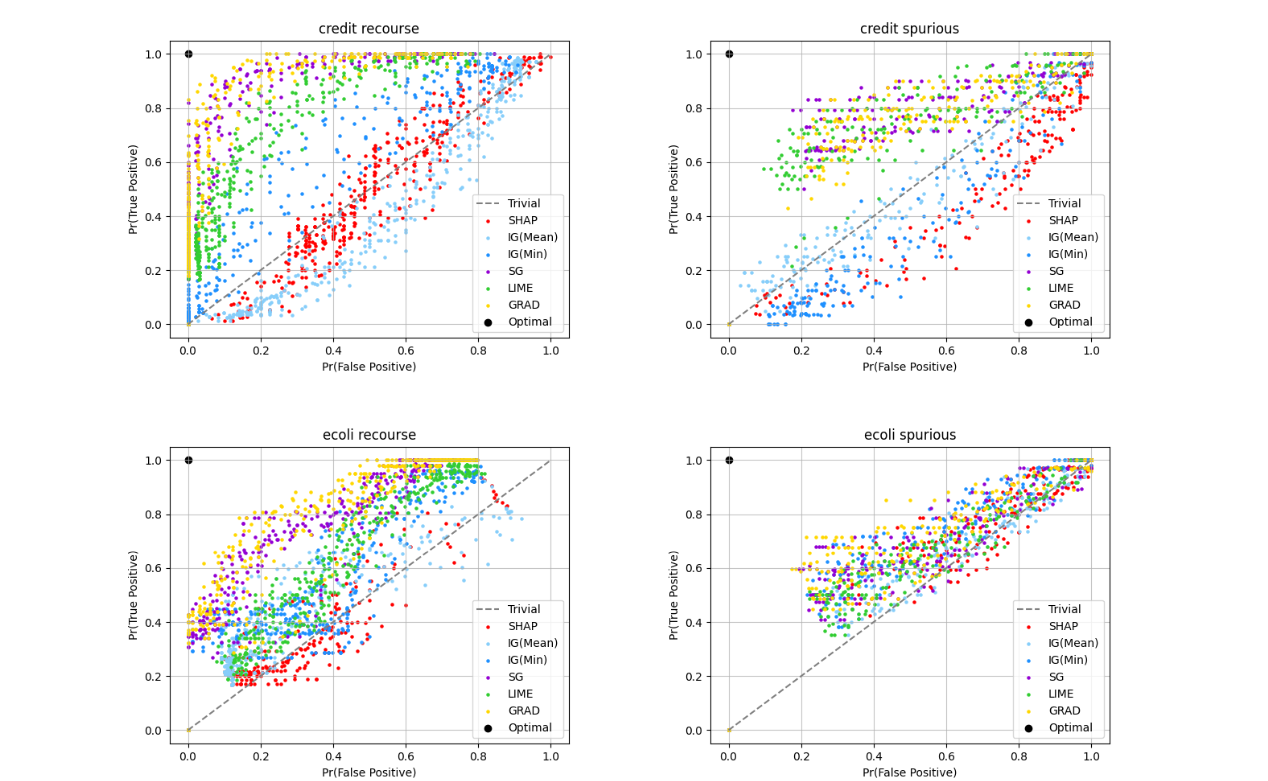 credit recourse
1.0
0.8
0.6
0.4
0.2
0.0
Pr(True Positive)
0.0 0.2 0.4 0.6 0.8 1.0
Pr(False Positive)
Trivial
SHAP
IG(Mean)
IG(Min)
SG
LIME
GRAD
Optimal
credit spurious
1.0
0.8
0.6
0.4
0.2
0.0
Pr(True Positive)
0.0 0.2 0.4 0.6 0.8 1.0
Pr(False Positive)
Trivial
SHAP
IG(Mean)
IG(Min)
SG
LIME
GRAD
Optimal
ecoli recourse
1.0
0.8
0.6
0.4
0.2
0.0
Pr(True Positive)
0.0 0.2 0.4 0.6 0.8 1.0
Pr(False Positive)
Trivial
SHAP
IG(Mean)
IG(Min)
SG
LIME
GRAD
Optimal
ecoli spurious
1.0
0.8
0.6
0.4
0.2
0.0
Pr(True Positive)
0.0 0.2 0.4 0.6 0.8 1.0
Pr(False Positive)
Trivial
SHAP
IG(Mean)
IG(Min)
SG
LIME
GRAD
Optimal